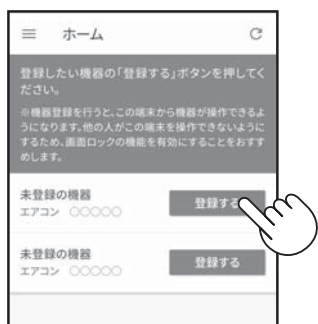 ホーム
登録したい機器の「登録する」ボタンを押してく
ださい。
※機器登録を行うと、この端末から機器が操作できるよ
うになります。他の人がこの端末を操作できないように
するため、画面ロックの機能を有効にすることをおすす
めします。
未登録の機器
エアコン ○○○○○
登録する
未登録の機器
エアコン ○○○○○
登録する